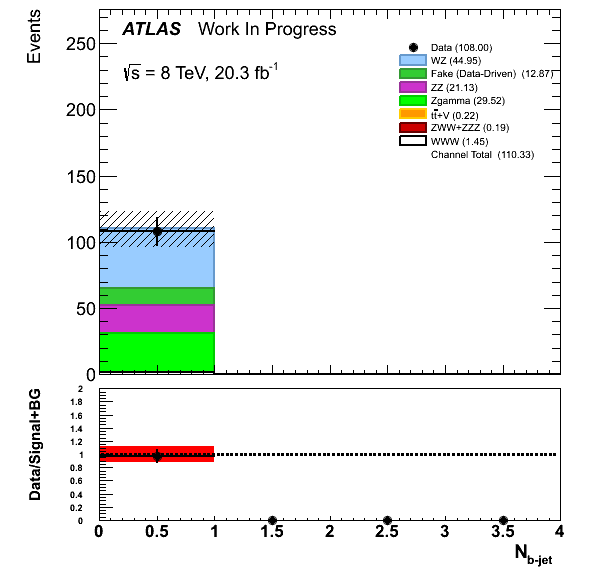 Events
250
200
150
100
50
0
ATLAS Work In Progress
√s = 8 TeV, 20.3 fb-1
Data (108.00)
WZ (44.95)
Fake (Data-Driven) (12.87)
ZZ (21.13)
Zgamma (29.52)
tt̄+V (0.22)
ZWW+ZZZ (0.19)
WWW (1.45)
Channel Total (110.33)
Data/Signal+BG
2
1.8
1.6
1.4
1.2
1
0.8
0.6
0.4
0.2
0
0 0.5 1 1.5 2 2.5 3 3.5 4
Nb-jet